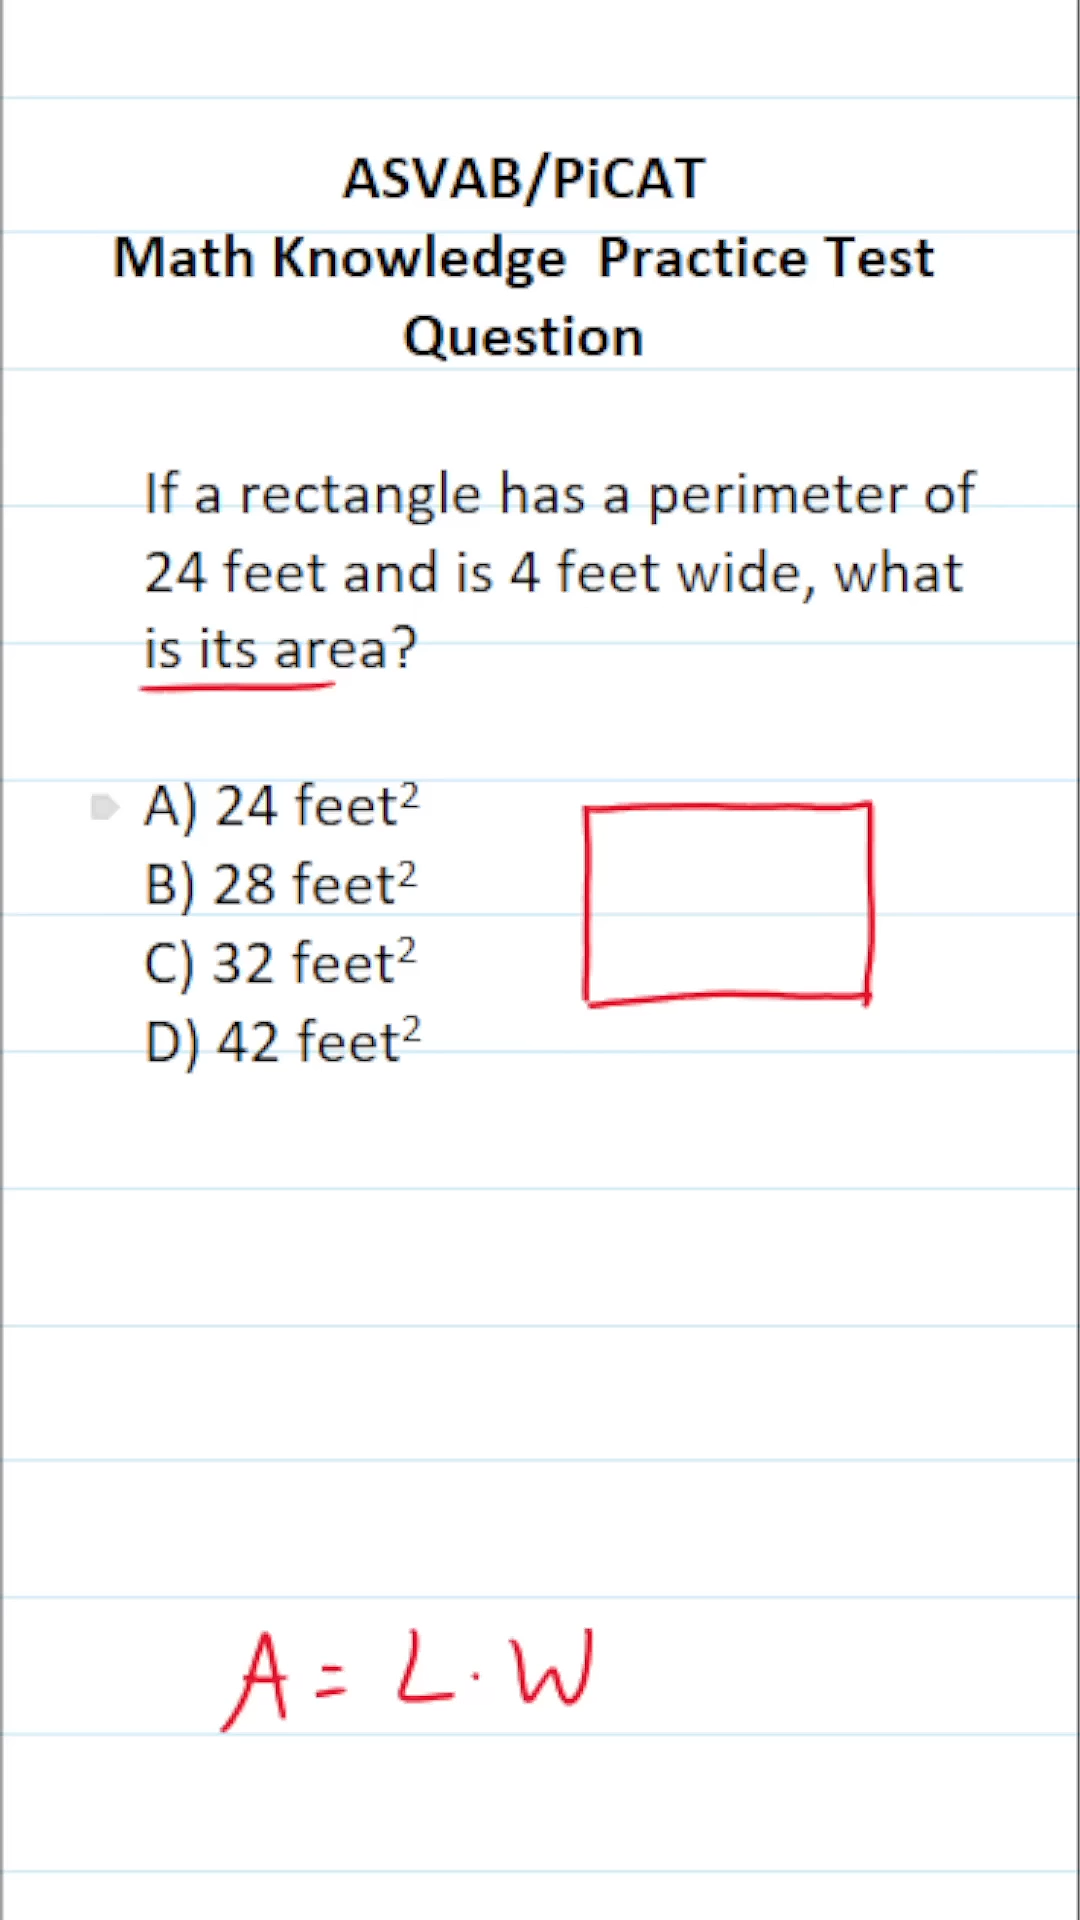 ASVAB/PiCAT
Math Knowledge Practice Test
Question
If a rectangle has a perimeter of
24 feet and is 4 feet wide, what
is its area?
A) 24 feet²
B) 28 feet²
C) 32 feet²
D) 42 feet²
A = L · W